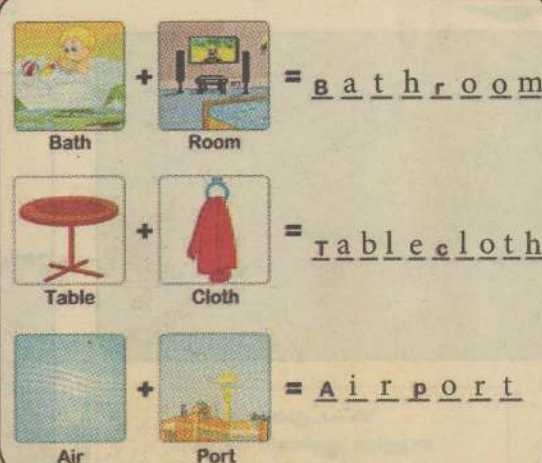 + = Bathroom
Bath Room
+ = Tablecloth
Table Cloth
+ = Airport
Air Port